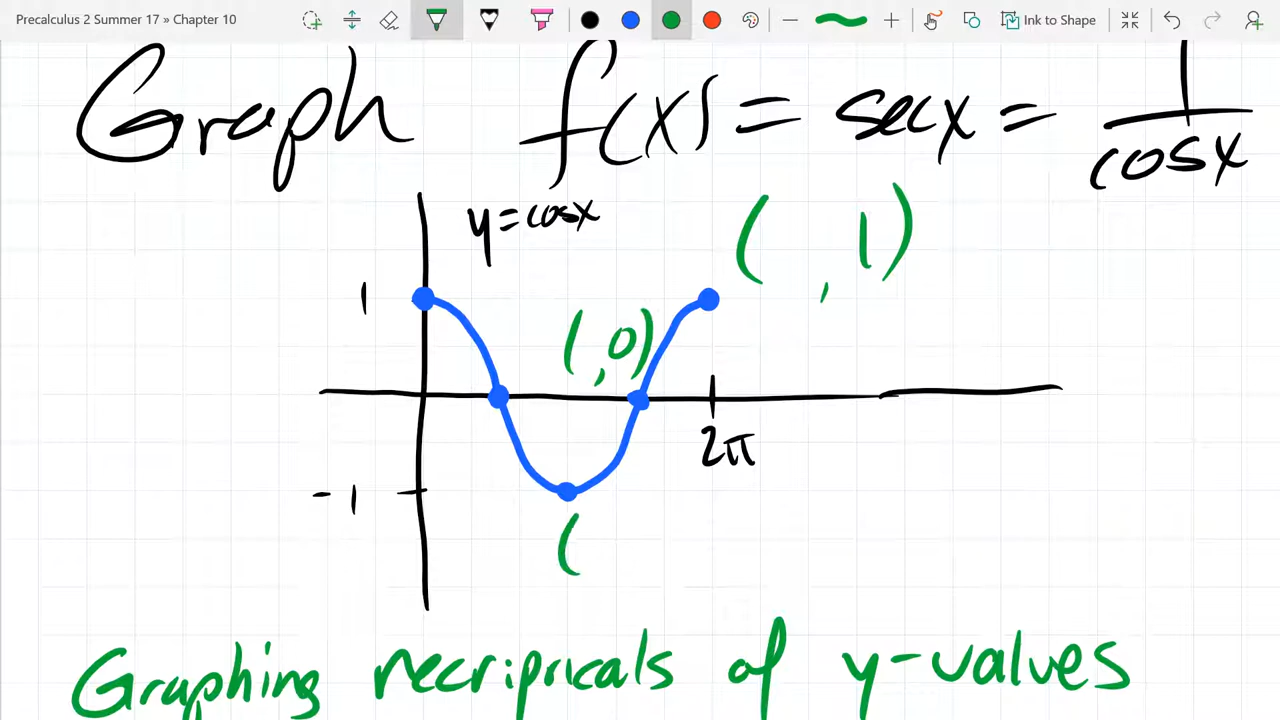 Precalculus 2 Summer 17 » Chapter 10
Ink to Shape
Graph f(x) = secx = 1/cosx
y=cosx
( , 1)
1
( , 0)
2π
-1
(
Graphing recripricals of y-values